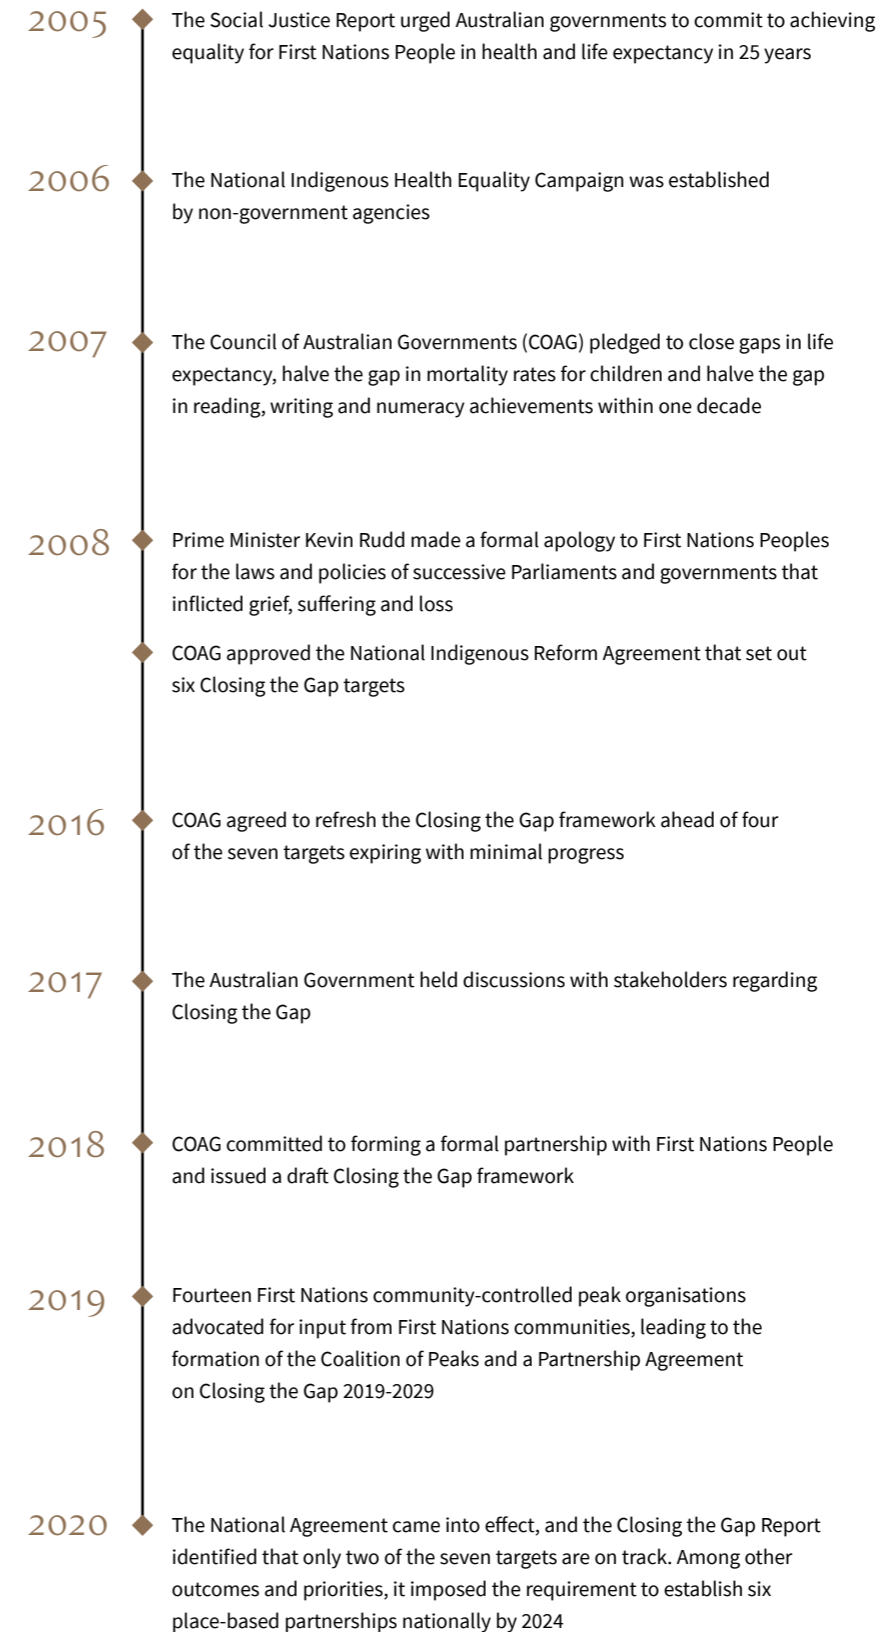 2005
The Social Justice Report urged Australian governments to commit to achieving
equality for First Nations People in health and life expectancy in 25 years
2006
The National Indigenous Health Equality Campaign was established
by non-government agencies
2007
The Council of Australian Governments (COAG) pledged to close gaps in life
expectancy, halve the gap in mortality rates for children and halve the gap
in reading, writing and numeracy achievements within one decade
2008
Prime Minister Kevin Rudd made a formal apology to First Nations Peoples
for the laws and policies of successive Parliaments and governments that
inflicted grief, suffering and loss
COAG approved the National Indigenous Reform Agreement that set out
six Closing the Gap targets
2016
COAG agreed to refresh the Closing the Gap framework ahead of four
of the seven targets expiring with minimal progress
2017
The Australian Government held discussions with stakeholders regarding
Closing the Gap
2018
COAG committed to forming a formal partnership with First Nations People
and issued a draft Closing the Gap framework
2019
Fourteen First Nations community-controlled peak organisations
advocated for input from First Nations communities, leading to the
formation of the Coalition of Peaks and a Partnership Agreement
on Closing the Gap 2019-2029
2020
The National Agreement came into effect, and the Closing the Gap Report
identified that only two of the seven targets are on track. Among other
outcomes and priorities, it imposed the requirement to establish six
place-based partnerships nationally by 2024